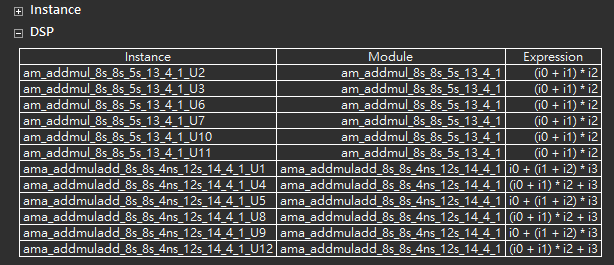 Instance
DSP
Instance Module Expression
am_addmul_8s_8s_5s_13_4_1_U2 am_addmul_8s_8s_5s_13_4_1 (i0 + i1) * i2
am_addmul_8s_8s_5s_13_4_1_U3 am_addmul_8s_8s_5s_13_4_1 (i0 + i1) * i2
am_addmul_8s_8s_5s_13_4_1_U6 am_addmul_8s_8s_5s_13_4_1 (i0 + i1) * i2
am_addmul_8s_8s_5s_13_4_1_U7 am_addmul_8s_8s_5s_13_4_1 (i0 + i1) * i2
am_addmul_8s_8s_5s_13_4_1_U10 am_addmul_8s_8s_5s_13_4_1 (i0 + i1) * i2
am_addmul_8s_8s_5s_13_4_1_U11 am_addmul_8s_8s_5s_13_4_1 (i0 + i1) * i2
ama_addmuladd_8s_8s_4ns_12s_14_4_1_U1 ama_addmuladd_8s_8s_4ns_12s_14_4_1 i0 + (i1 + i2) * i3
ama_addmuladd_8s_8s_4ns_12s_14_4_1_U4 ama_addmuladd_8s_8s_4ns_12s_14_4_1 (i0 + i1) * i2 + i3
ama_addmuladd_8s_8s_4ns_12s_14_4_1_U5 ama_addmuladd_8s_8s_4ns_12s_14_4_1 i0 + (i1 + i2) * i3
ama_addmuladd_8s_8s_4ns_12s_14_4_1_U8 ama_addmuladd_8s_8s_4ns_12s_14_4_1 (i0 + i1) * i2 + i3
ama_addmuladd_8s_8s_4ns_12s_14_4_1_U9 ama_addmuladd_8s_8s_4ns_12s_14_4_1 i0 + (i1 + i2) * i3
ama_addmuladd_8s_8s_4ns_12s_14_4_1_U12 ama_addmuladd_8s_8s_4ns_12s_14_4_1 (i0 + i1) * i2 + i3